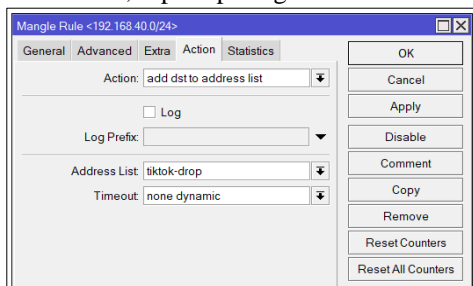 Mangle Rule <192.168.40.0/24>
General Advanced Extra Action Statistics
Action: add dst to address list
Log
Log Prefix:
Address List: tiktok-drop
Timeout: none dynamic
OK
Cancel
Apply
Disable
Comment
Copy
Remove
Reset Counters
Reset All Counters